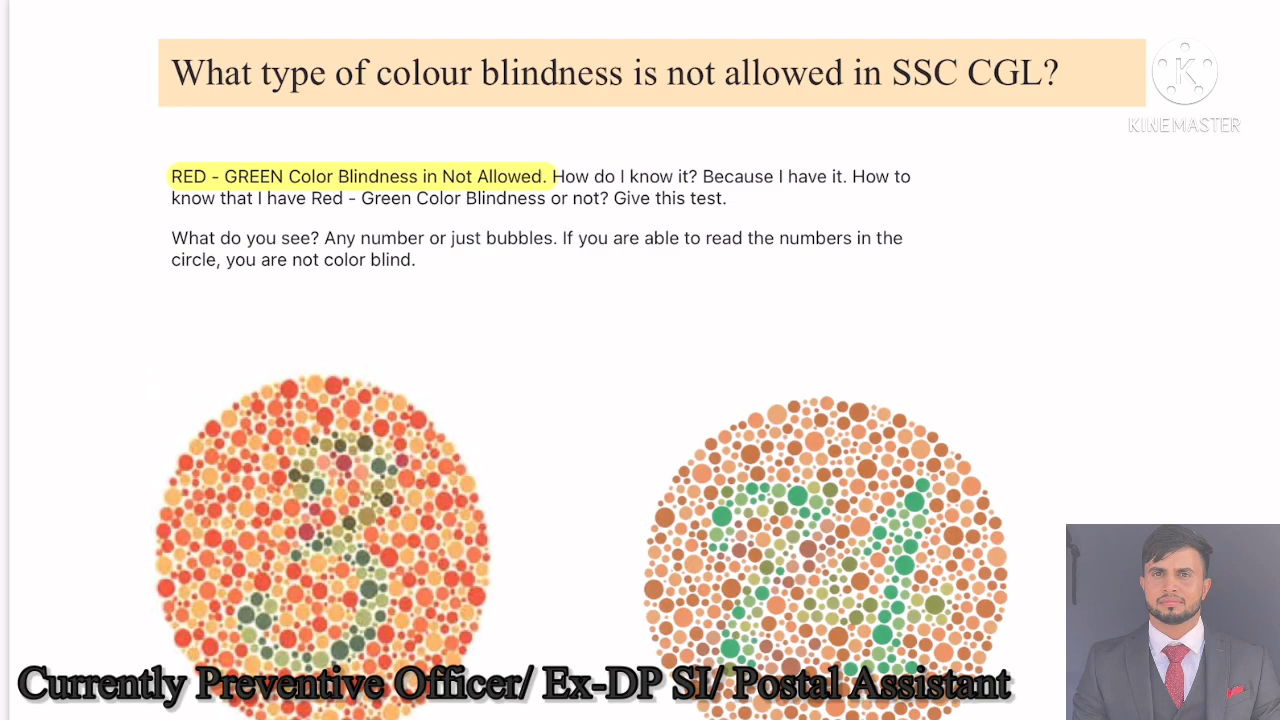 What type of colour blindness is not allowed in SSC CGL?
K
KINEMASTER
RED - GREEN Color Blindness in Not Allowed. How do I know it? Because I have it. How to
know that I have Red - Green Color Blindness or not? Give this test.
What do you see? Any number or just bubbles. If you are able to read the numbers in the
circle, you are not color blind.
3
74
Currently Preventive Officer/ Ex-DP SI/ Postal Assistant